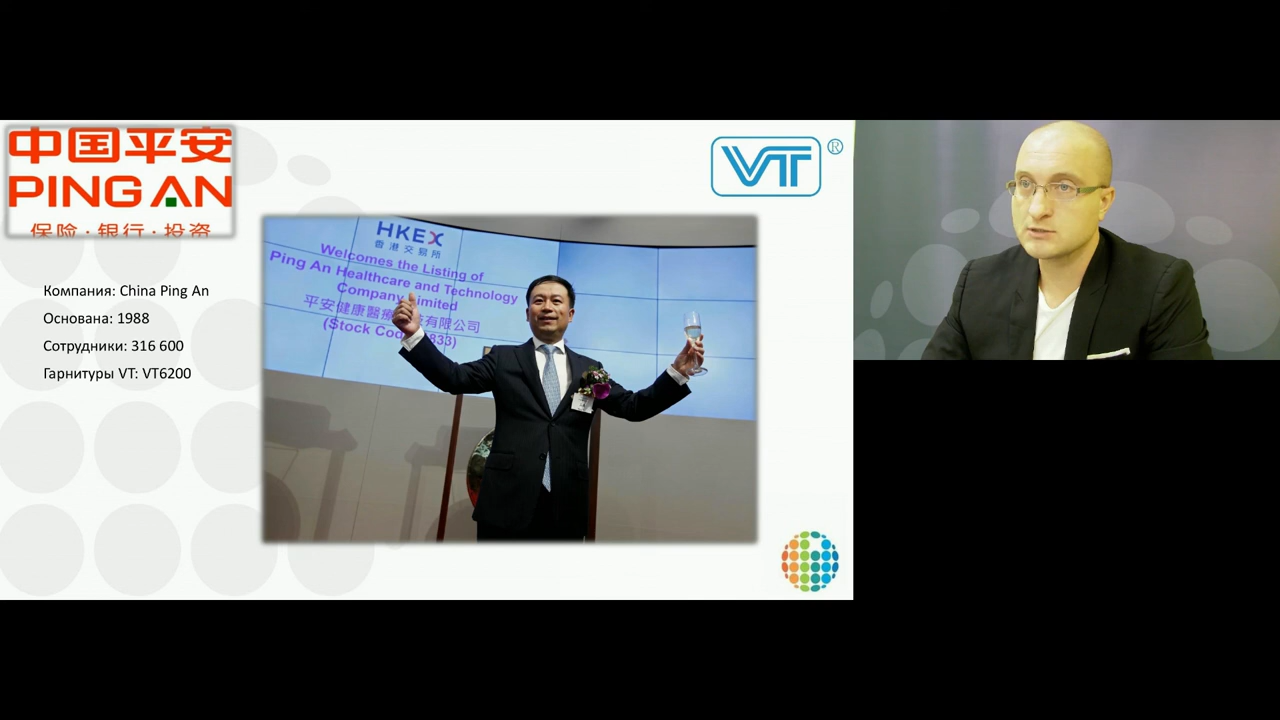 中国平安
PING AN
保险·银行·投资
VT®
Компания: China Ping An
Основана: 1988
Сотрудники: 316 600
Гарнитуры VT: VT6200
HKEX
香港交易所
Welcomes the Listing of
Ping An Healthcare and Technology
Company Limited
平安健康醫療 技有限公司
(Stock Cod 833)